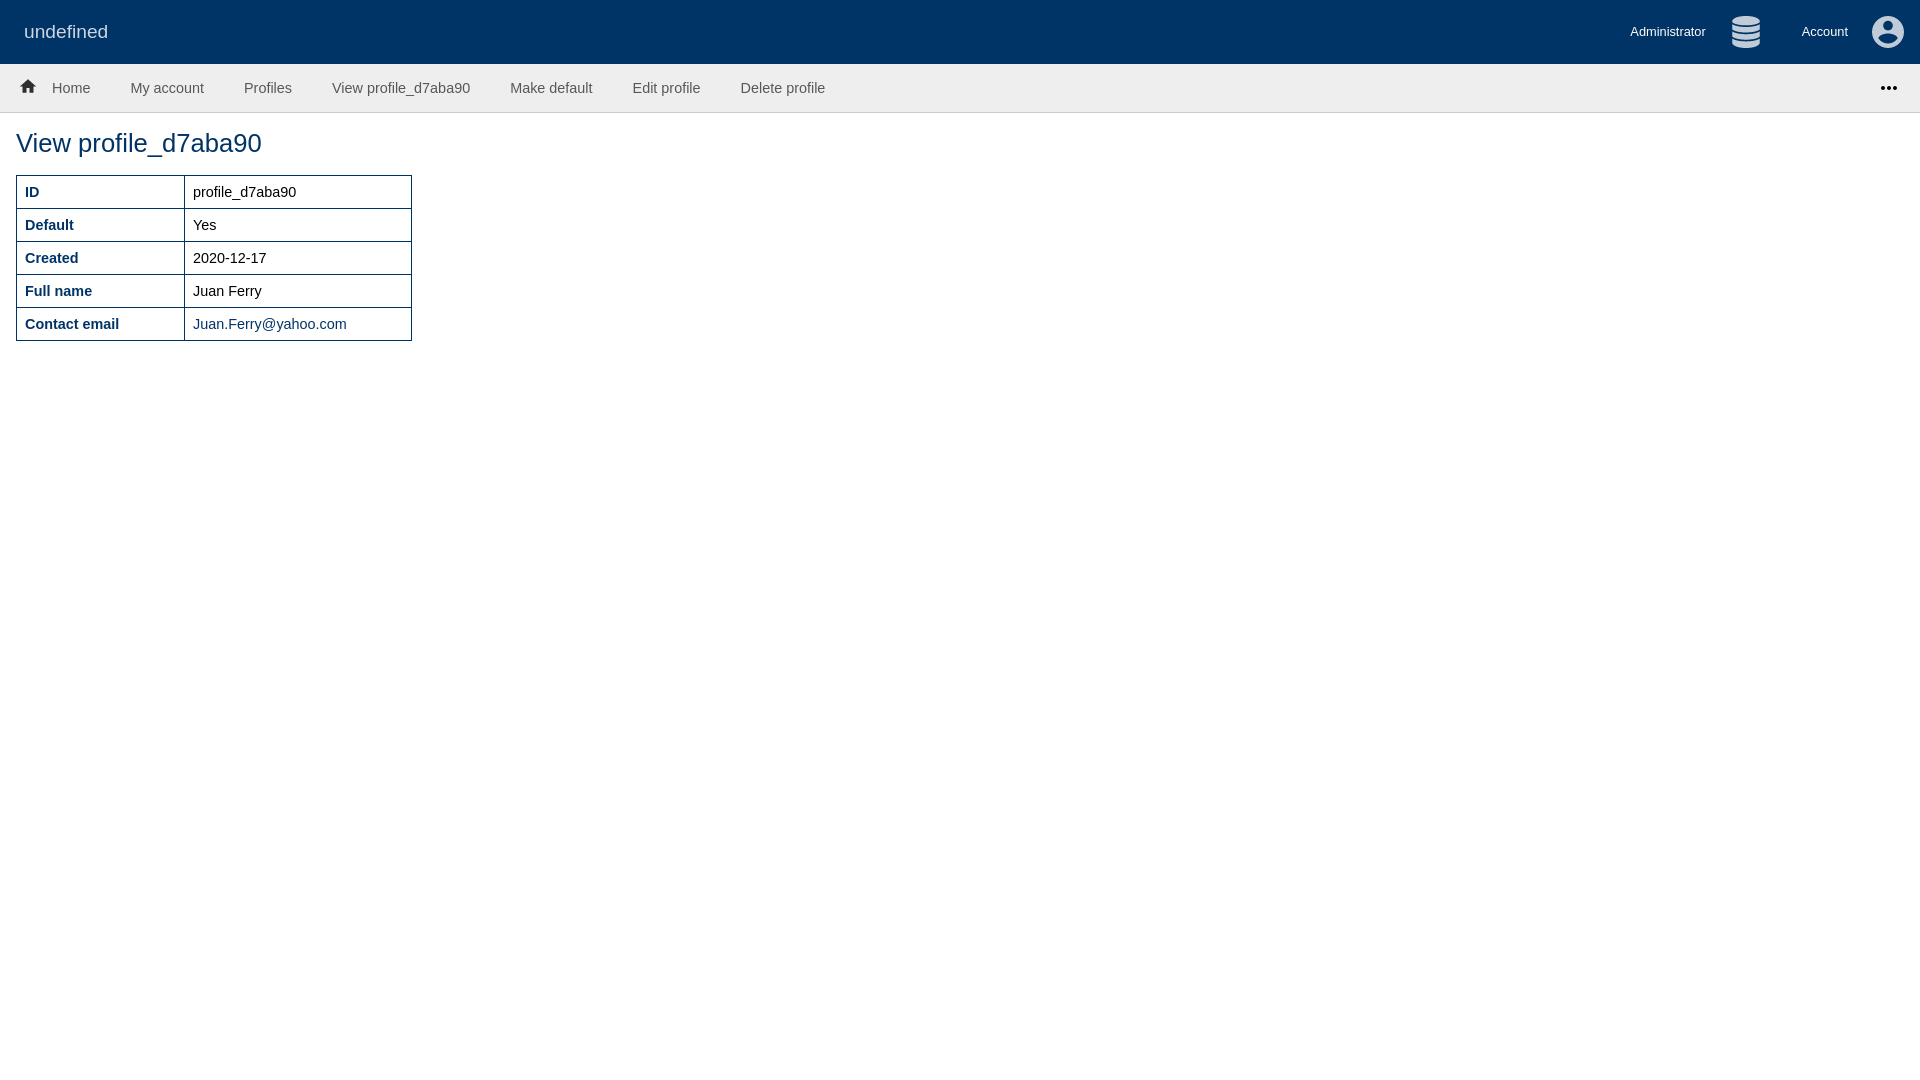 undefined
Administrator
Account
Home
My account
Profiles
View profile_d7aba90
Make default
Edit profile
Delete profile
View profile_d7aba90
ID profile_d7aba90
Default Yes
Created 2020-12-17
Full name Juan Ferry
Contact email Juan.Ferry@yahoo.com